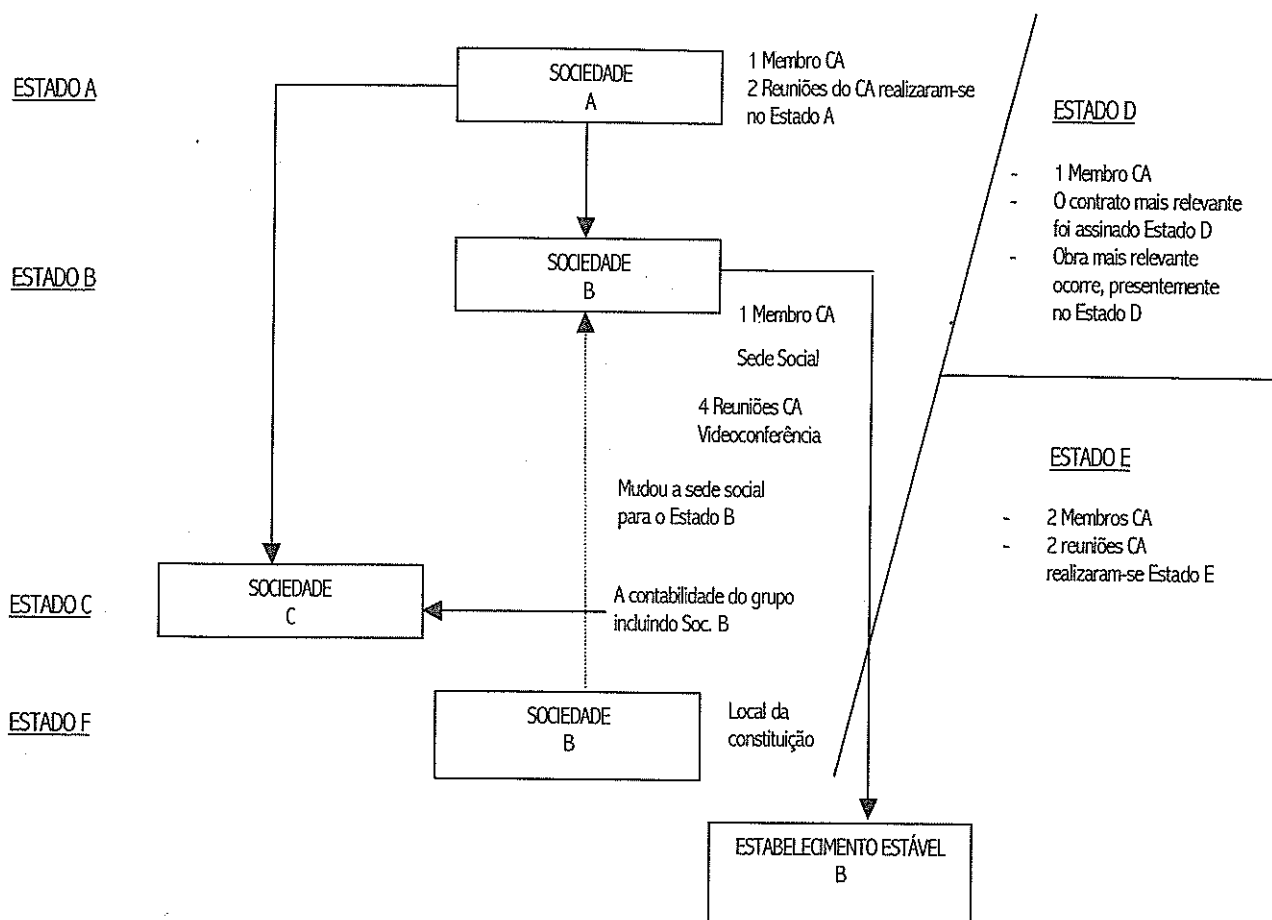 ESTADO A
SOCIEDADE
A
1 Membro CA
2 Reuniões do CA realizaram-se
no Estado A
ESTADO D
- 1 Membro CA
- O contrato mais relevante
foi assinado Estado D
- Obra mais relevante
ocorre, presentemente
no Estado D
ESTADO B
SOCIEDADE
B
1 Membro CA
Sede Social
4 Reuniões CA
Videoconferência
Mudou a sede social
para o Estado B
ESTADO E
- 2 Membros CA
- 2 reuniões CA
realizaram-se Estado E
ESTADO C
SOCIEDADE
C
A contabilidade do grupo
incluindo Soc. B
ESTADO F
SOCIEDADE
B
Local da
constituição
ESTABELECIMENTO ESTÁVEL
B